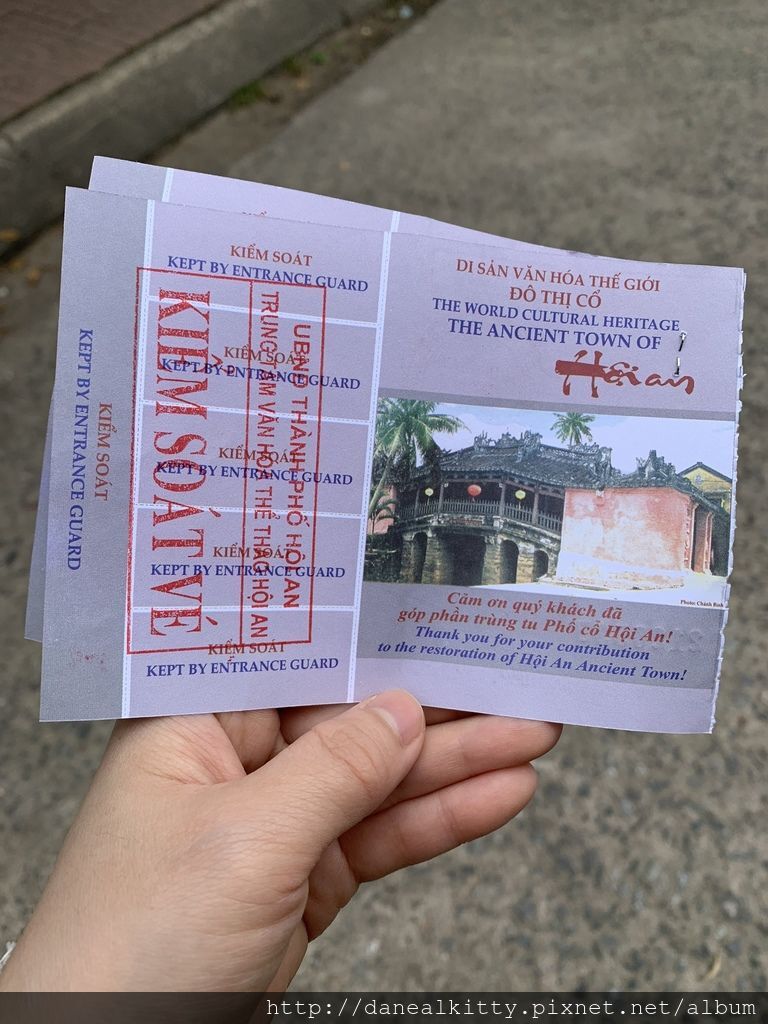 KIỂM SOÁT
KEPT BY ENTRANCE GUARD
KIỂM SOÁT
KEPT BY ENTRANCE GUARD
KIỂM SOÁT
KEPT BY ENTRANCE GUARD
KIỂM SOÁT
KEPT BY ENTRANCE GUARD
KIỂM SOÁT
KEPT BY ENTRANCE GUARD
KIỂM SOÁT
KEPT BY ENTRANCE GUARD
UBND THÀNH PHỐ HỘI AN
TRUNG TÂM VĂN HÓA THỂ THAO HỘI AN
KIỂM SOÁT VÉ
DI SẢN VĂN HÓA THẾ GIỚI
ĐÔ THỊ CỔ
THE WORLD CULTURAL HERITAGE
THE ANCIENT TOWN OF
Hội an
Photo: Chánh Bình
Cãm ơn quý khách đã
góp phần trùng tu Phố cổ Hội An!
Thank you for your contribution
to the restoration of Hội An Ancient Town!
http://danealkitty.pixnet.net/album